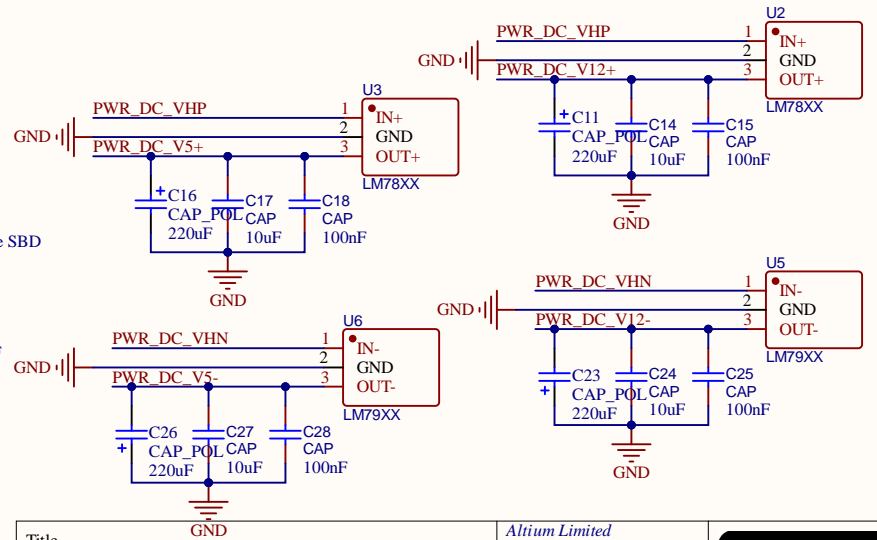 U2
PWR_DC_VHP 1 IN+
GND 2 GND
PWR_DC_V12+ 3 OUT+
LM78XX
C11
CAP_POL
220uF
C14
CAP
10uF
C15
CAP
100nF
GND
U3
PWR_DC_VHP 1 IN+
GND 2 GND
PWR_DC_V5+ 3 OUT+
LM78XX
C16
CAP_POL
220uF
C17
CAP
10uF
C18
CAP
100nF
GND
SBD
U5
PWR_DC_VHN 1 IN-
GND 2 GND
PWR_DC_V12- 3 OUT-
LM79XX
C23
CAP_POL
220uF
C24
CAP
10uF
C25
CAP
100nF
GND
U6
PWR_DC_VHN 1 IN-
GND 2 GND
PWR_DC_V5- 3 OUT-
LM79XX
C26
CAP_POL
220uF
C27
CAP
10uF
C28
CAP
100nF
GND
Title
Altium Limited